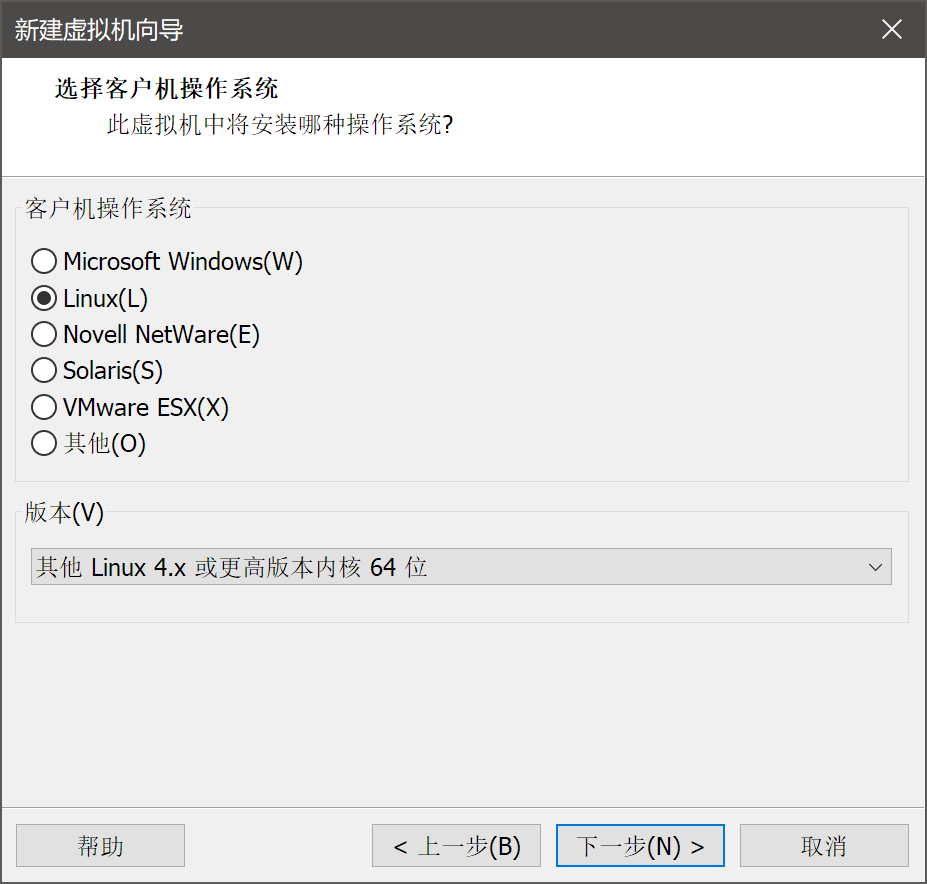 新建虚拟机向导
选择客户机操作系统
此虚拟机中将安装哪种操作系统?
客户机操作系统
Microsoft Windows(W)
Linux(L)
Novell NetWare(E)
Solaris(S)
VMware ESX(X)
其他(O)
版本(V)
其他 Linux 4.x 或更高版本内核 64 位
帮助
< 上一步(B)
下一步(N) >
取消